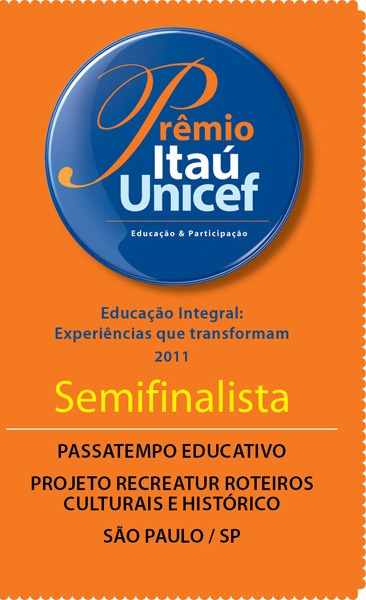 Prêmio
Itaú
Unicef
Educação & Participação
Educação Integral:
Experiências que transformam
2011
Semifinalista
PASSATEMPO EDUCATIVO
PROJETO RECREATUR ROTEIROS
CULTURAIS E HISTÓRICO
SÃO PAULO / SP